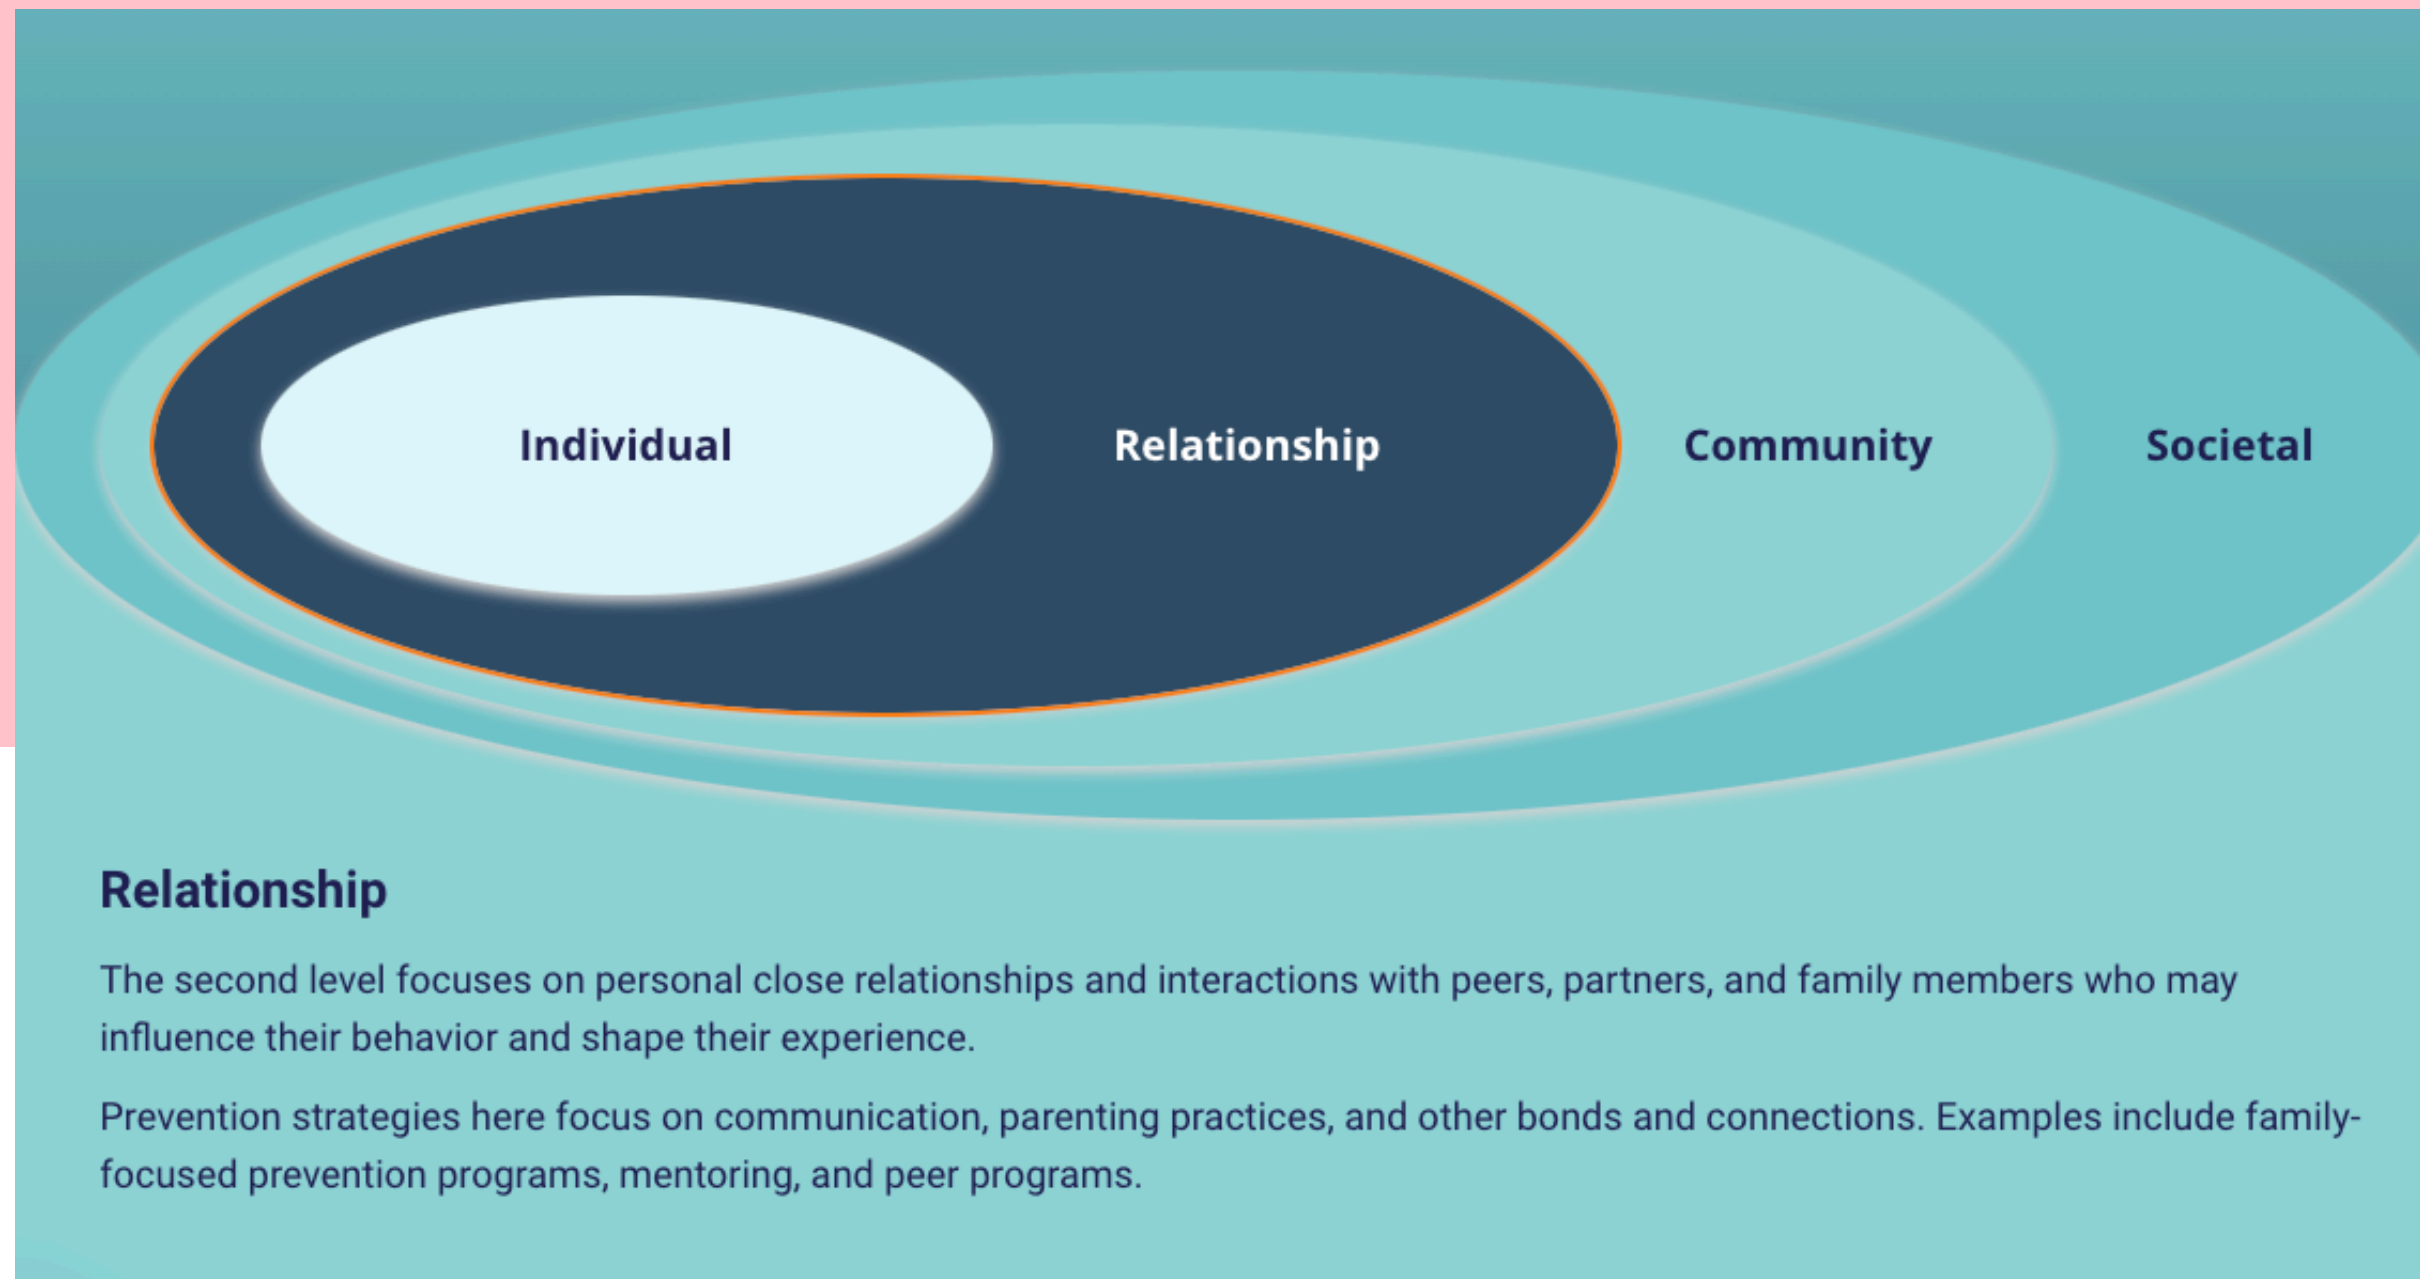 Individual
Relationship
Community
Societal
Relationship
The second level focuses on personal close relationships and interactions with peers, partners, and family members who may
influence their behavior and shape their experience.
Prevention strategies here focus on communication, parenting practices, and other bonds and connections. Examples include family-
focused prevention programs, mentoring, and peer programs.